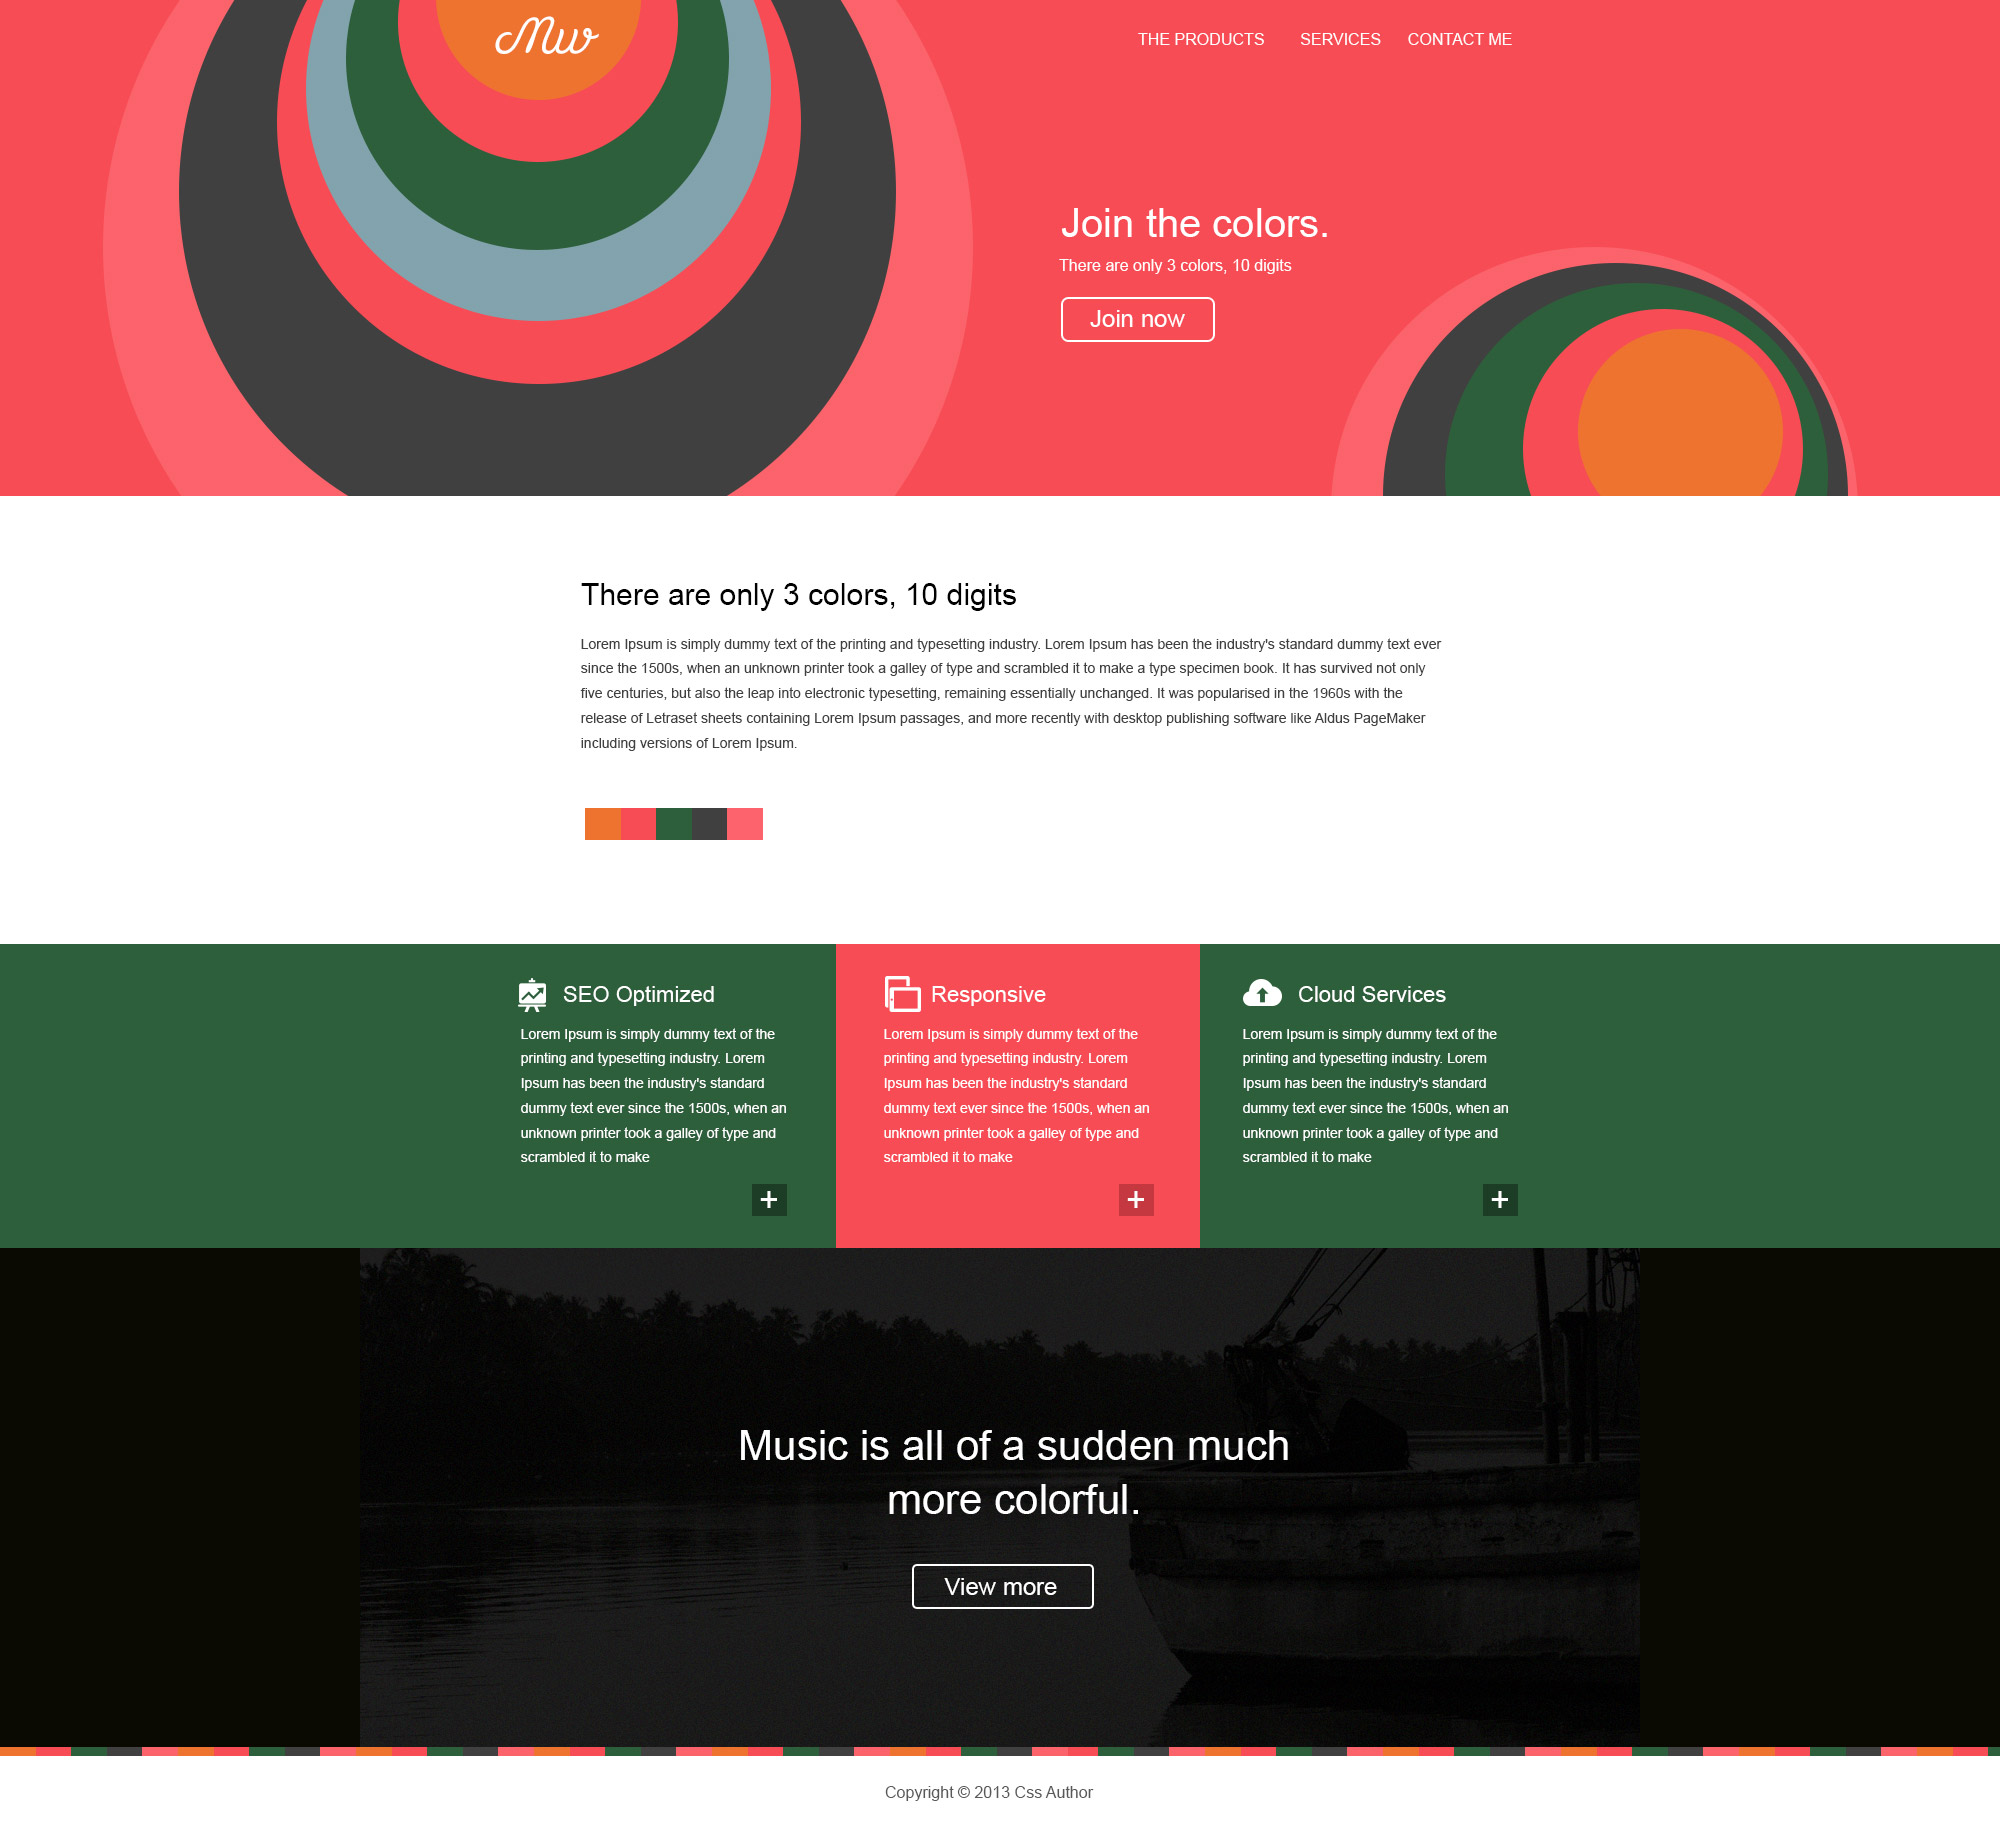 Mw
THE PRODUCTS SERVICES CONTACT ME
Join the colors.
There are only 3 colors, 10 digits
Join now
There are only 3 colors, 10 digits
Lorem Ipsum is simply dummy text of the printing and typesetting industry. Lorem Ipsum has been the industry's standard dummy text ever
since the 1500s, when an unknown printer took a galley of type and scrambled it to make a type specimen book. It has survived not only
five centuries, but also the leap into electronic typesetting, remaining essentially unchanged. It was popularised in the 1960s with the
release of Letraset sheets containing Lorem Ipsum passages, and more recently with desktop publishing software like Aldus PageMaker
including versions of Lorem Ipsum.
SEO Optimized
Lorem Ipsum is simply dummy text of the
printing and typesetting industry. Lorem
Ipsum has been the industry's standard
dummy text ever since the 1500s, when an
unknown printer took a galley of type and
scrambled it to make
+
Responsive
Lorem Ipsum is simply dummy text of the
printing and typesetting industry. Lorem
Ipsum has been the industry's standard
dummy text ever since the 1500s, when an
unknown printer took a galley of type and
scrambled it to make
+
Cloud Services
Lorem Ipsum is simply dummy text of the
printing and typesetting industry. Lorem
Ipsum has been the industry's standard
dummy text ever since the 1500s, when an
unknown printer took a galley of type and
scrambled it to make
+
Music is all of a sudden much
more colorful.
View more
Copyright © 2013 Css Author